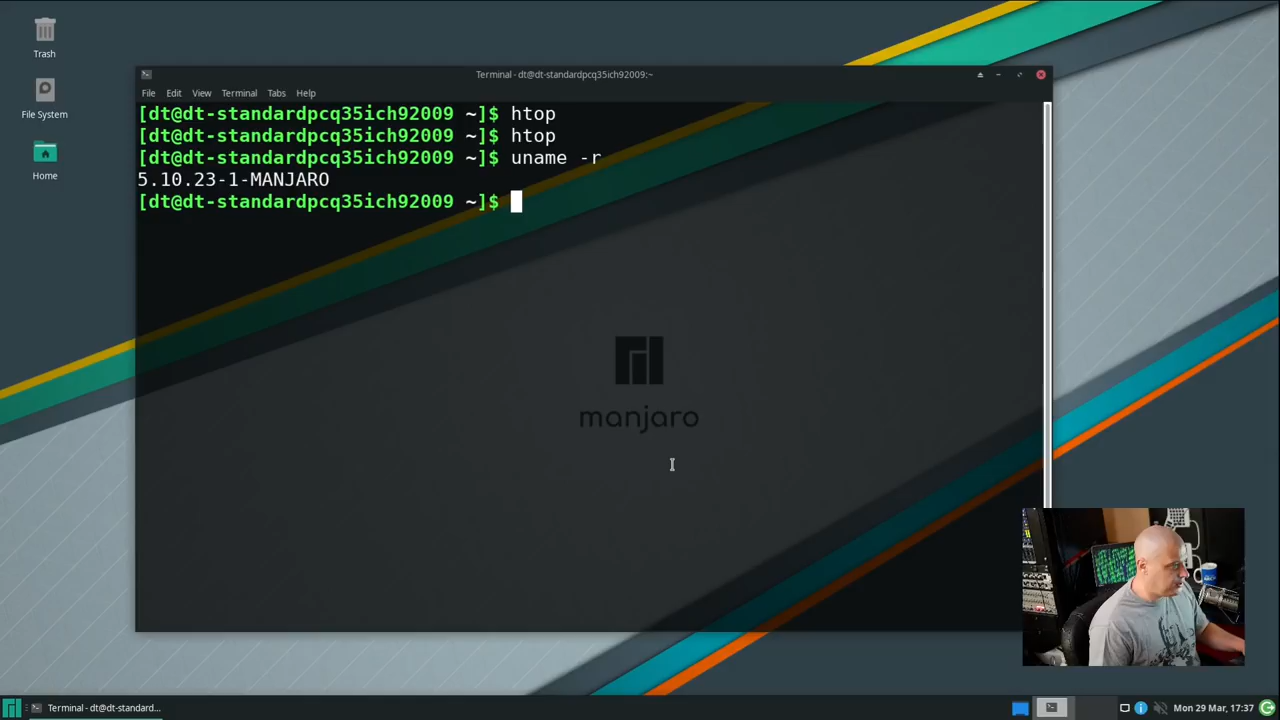 Trash
File System
Home
Terminal - dt@dt-standardpcq35ich92009:~
File Edit View Terminal Tabs Help
[dt@dt-standardpcq35ich92009 ~]$ htop
[dt@dt-standardpcq35ich92009 ~]$ htop
[dt@dt-standardpcq35ich92009 ~]$ uname -r
5.10.23-1-MANJARO
[dt@dt-standardpcq35ich92009 ~]$
manjaro
Terminal - dt@dt-standard...
Mon 29 Mar, 17:37